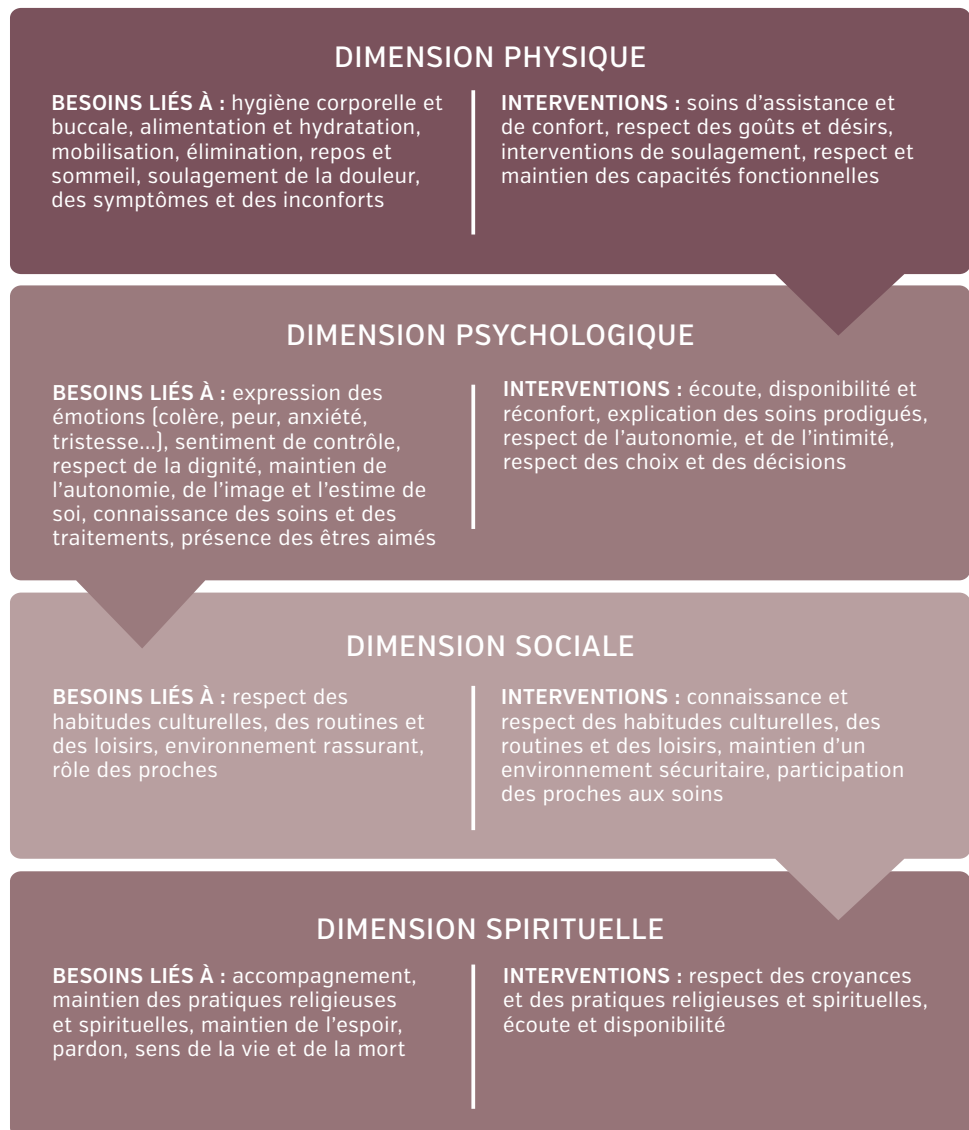 DIMENSION PHYSIQUE
BESOINS LIÉS À : hygiène corporelle et
buccale, alimentation et hydratation,
mobilisation, élimination, repos et
sommeil, soulagement de la douleur,
des symptômes et des inconforts
INTERVENTIONS : soins d’assistance et
de confort, respect des goûts et désirs,
interventions de soulagement, respect et
maintien des capacités fonctionnelles
DIMENSION PSYCHOLOGIQUE
BESOINS LIÉS À : expression des
émotions (colère, peur, anxiété,
tristesse...), sentiment de contrôle,
respect de la dignité, maintien de
l’autonomie, de l’image et l’estime de
soi, connaissance des soins et des
traitements, présence des êtres aimés
INTERVENTIONS : écoute, disponibilité et
réconfort, explication des soins prodigués,
respect de l’autonomie, et de l’intimité,
respect des choix et des décisions
DIMENSION SOCIALE
BESOINS LIÉS À : respect des
habitudes culturelles, des routines et
des loisirs, environnement rassurant,
rôle des proches
INTERVENTIONS : connaissance et
respect des habitudes culturelles, des
routines et des loisirs, maintien d’un
environnement sécuritaire, participation
des proches aux soins
DIMENSION SPIRITUELLE
BESOINS LIÉS À : accompagnement,
maintien des pratiques religieuses
et spirituelles, maintien de l’espoir,
pardon, sens de la vie et de la mort
INTERVENTIONS : respect des croyances
et des pratiques religieuses et spirituelles,
écoute et disponibilité